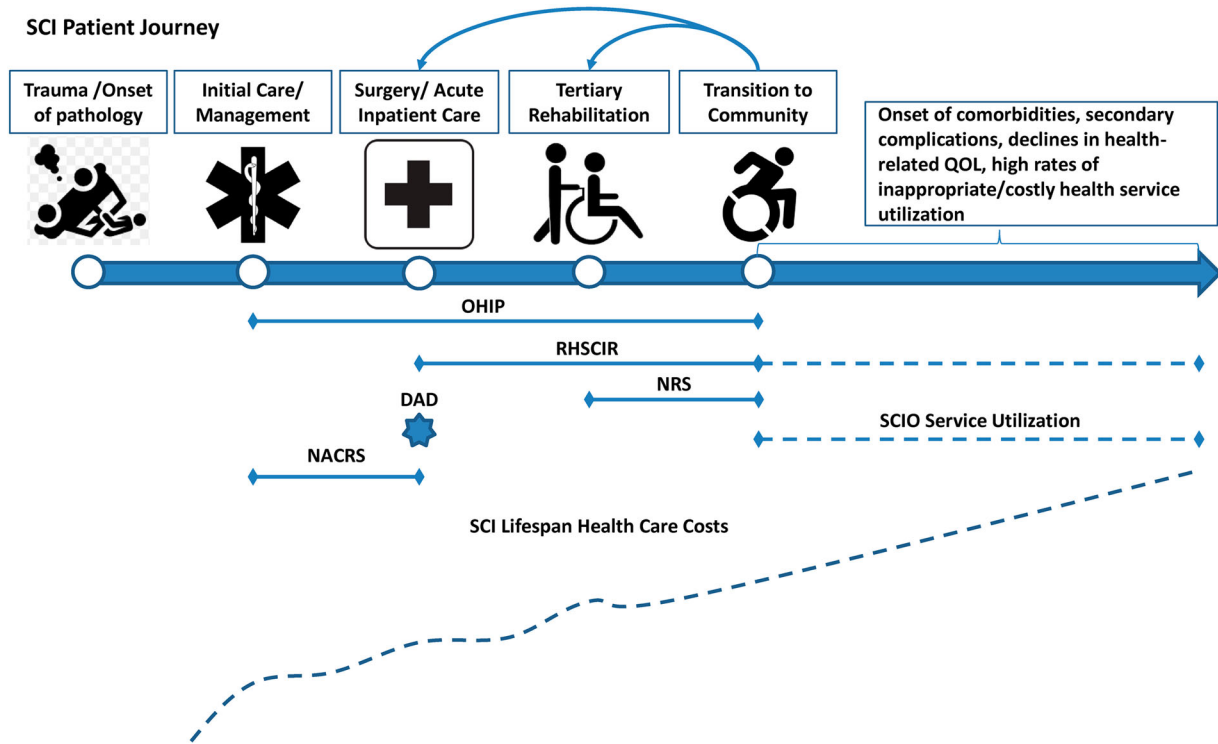 SCI Patient Journey
Trauma /Onset
of pathology
Initial Care/
Management
Surgery/ Acute
Inpatient Care
Tertiary
Rehabilitation
Transition to
Community
Onset of comorbidities, secondary
complications, declines in health-
related QOL, high rates of
inappropriate/costly health service
utilization
OHIP
RHSCIR
NRS
DAD
SCIO Service Utilization
NACRS
SCI Lifespan Health Care Costs